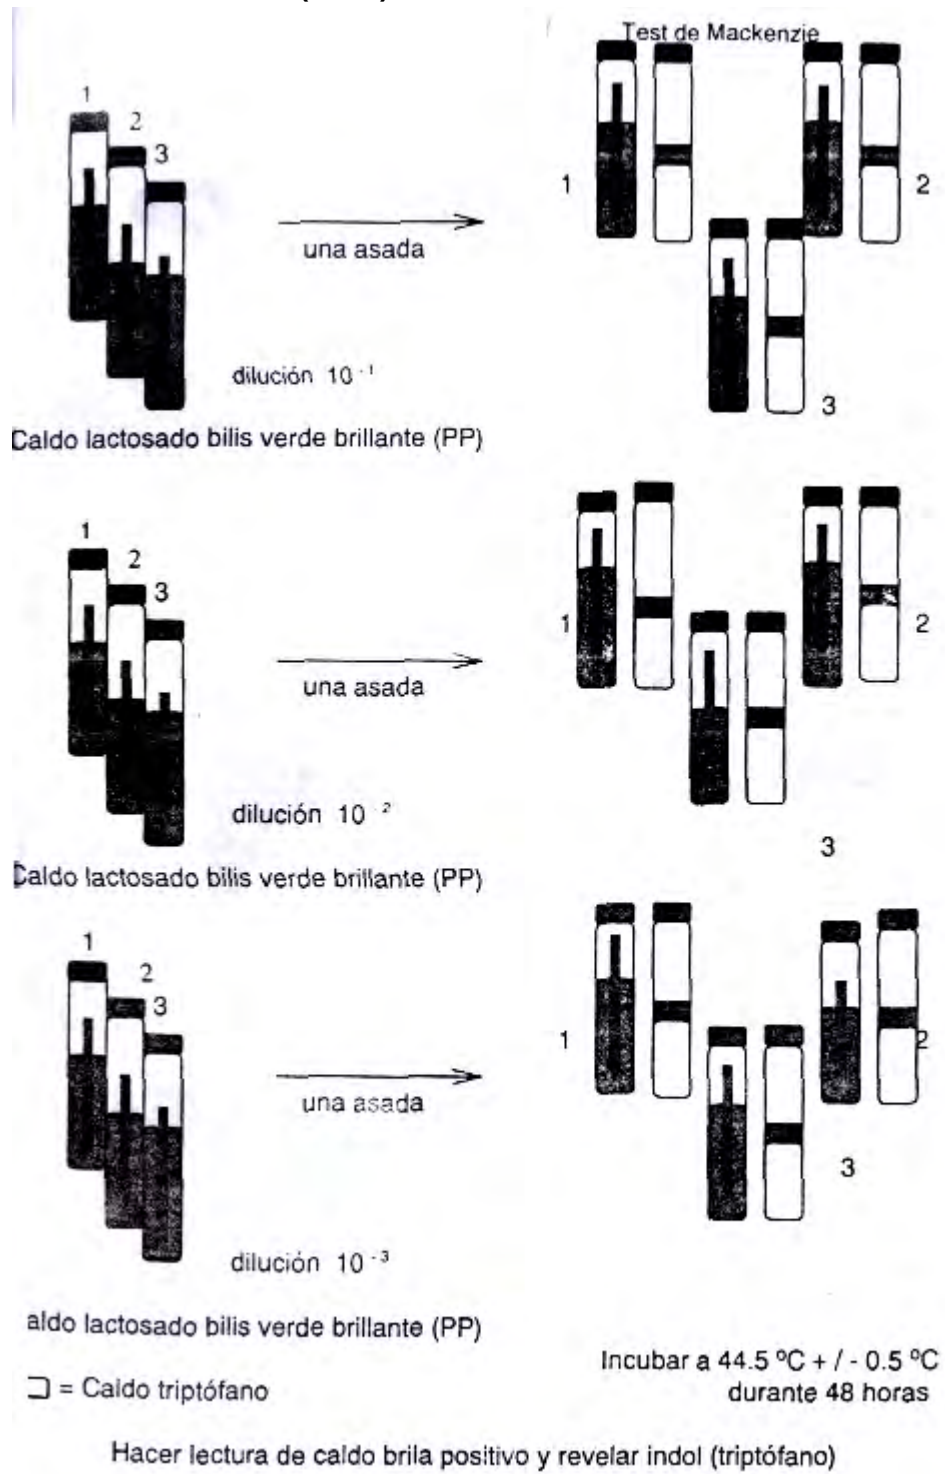 Test de Mackenzie
1
2
3
1
2
una asada
3
dilución 10 -1
Caldo lactosado bilis verde brillante (PP)
1
2
3
1
2
una asada
dilución 10 -2
3
Caldo lactosado bilis verde brillante (PP)
1
2
3
1
2
una asada
3
dilución 10 -3
aldo lactosado bilis verde brillante (PP)
Incubar a 44.5 ºC + / - 0.5 ºC
durante 48 horas
= Caldo triptófano
Hacer lectura de caldo brila positivo y revelar indol (triptófano)